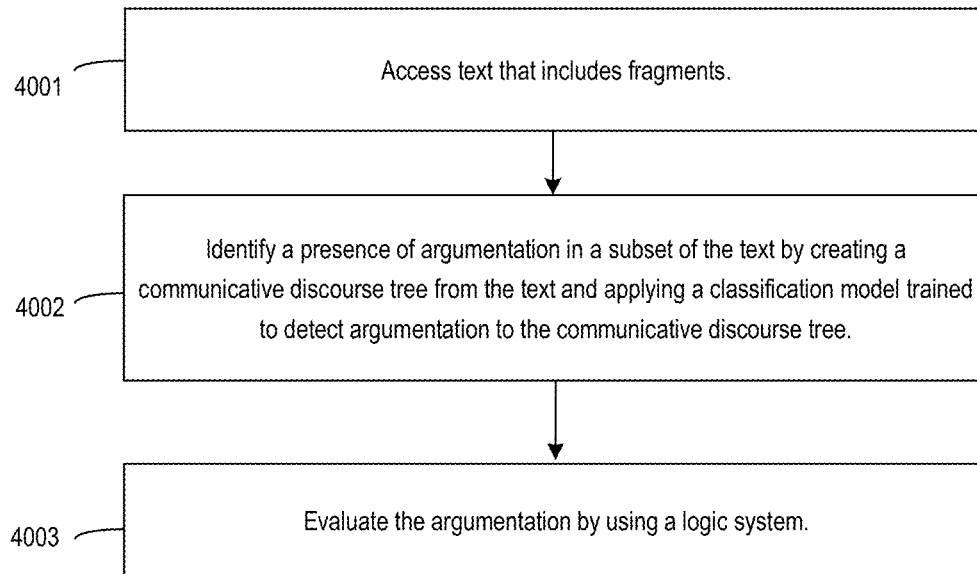 4001
Access text that includes fragments.
4002
Identify a presence of argumentation in a subset of the text by creating a
communicative discourse tree from the text and applying a classification model trained
to detect argumentation to the communicative discourse tree.
4003
Evaluate the argumentation by using a logic system.